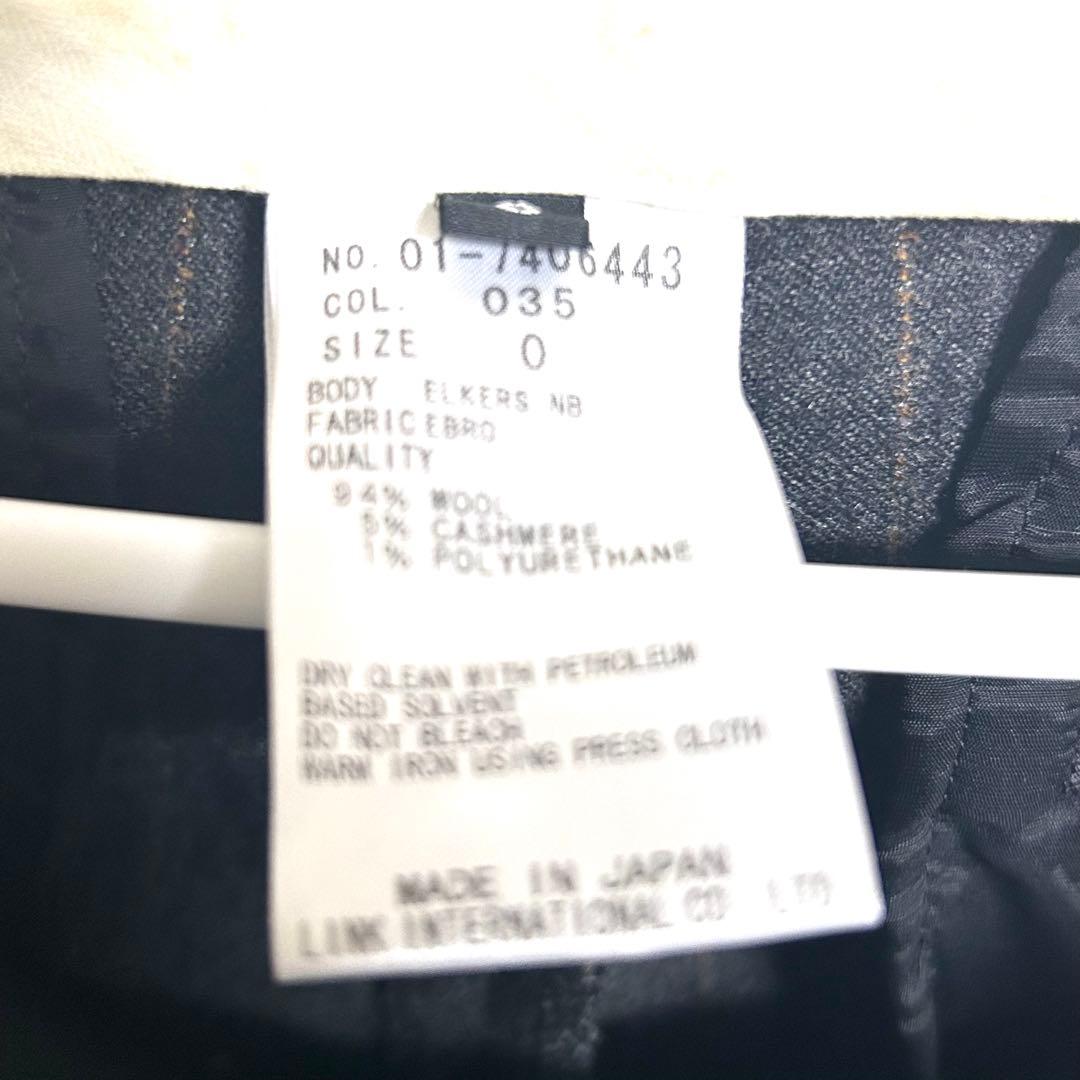 NO. 01-7406443
COL. 035
SIZE 0
BODY ELKERS NB
FABRIC EBRO
QUALITY
94% WOOL
5% CASHMERE
1% POLYURETHANE
DRY CLEAN WITH PETROLEUM
BASED SOLVENT
DO NOT BLEACH
WARM IRON USING PRESS CLOTH
MADE IN JAPAN
LINK INTERNATIONAL CO LTD